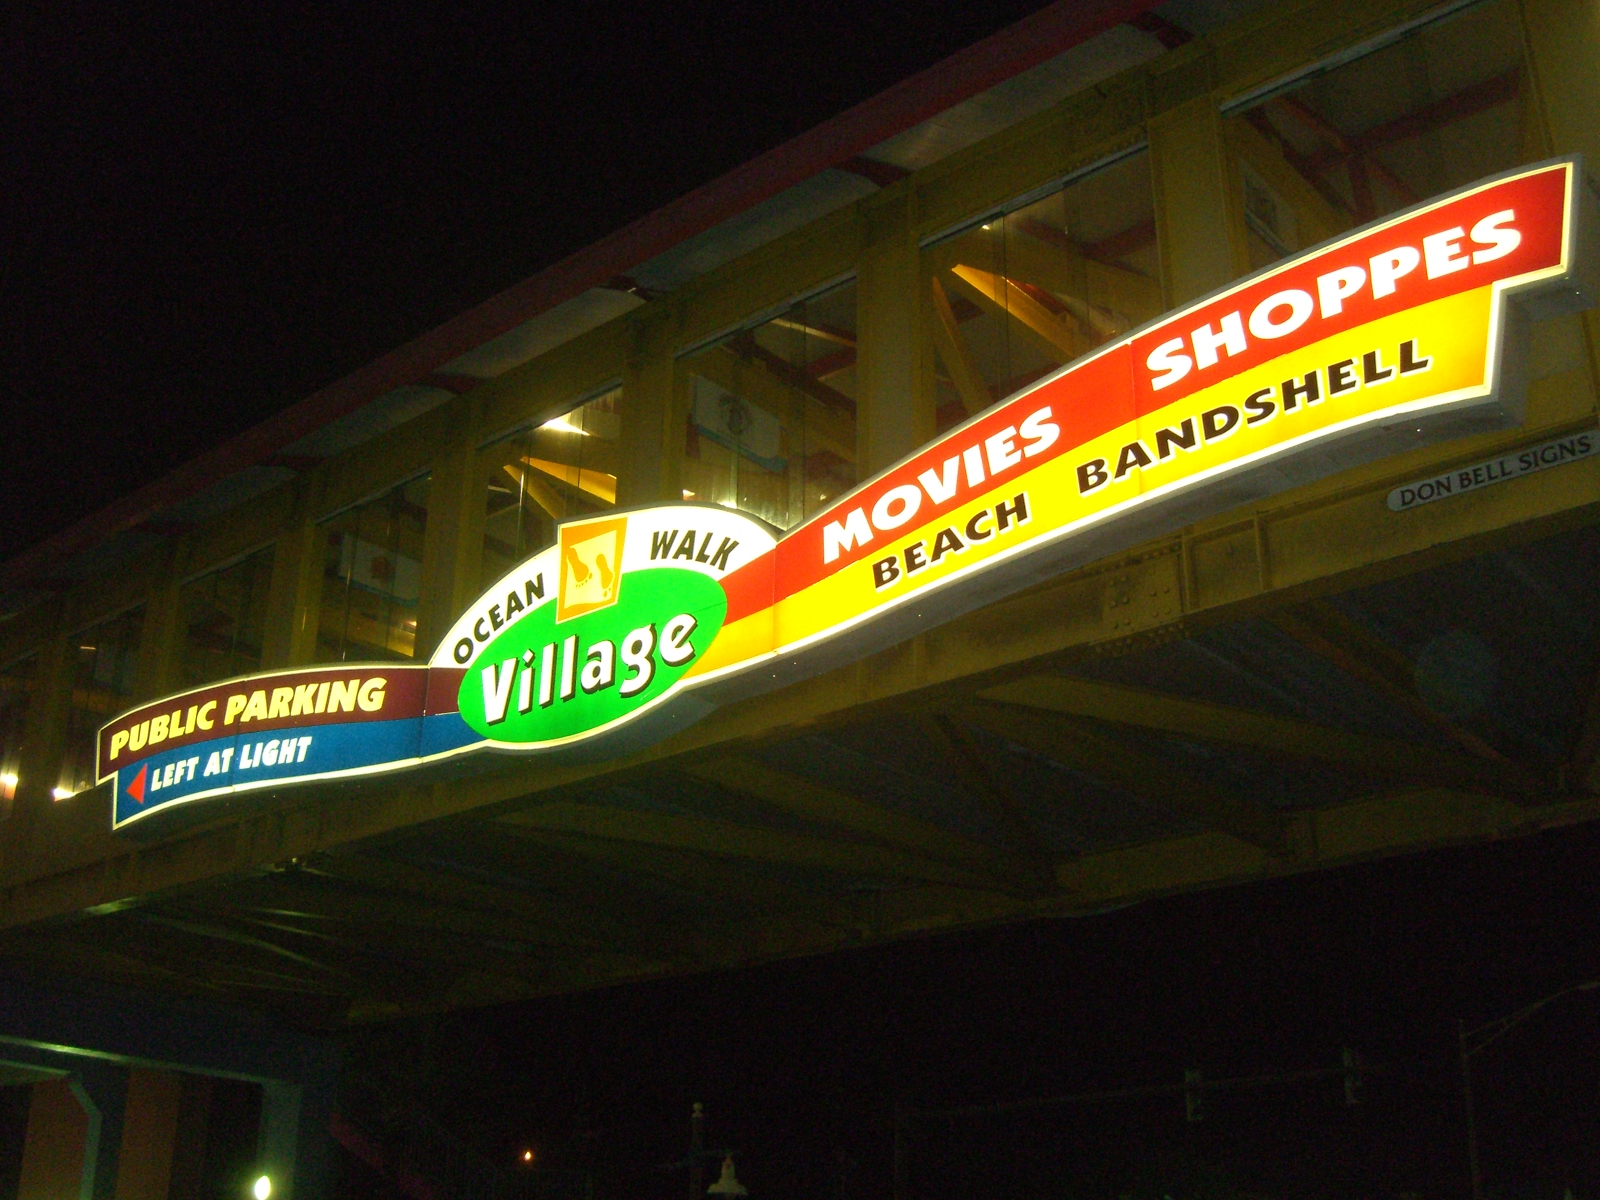 PUBLIC PARKING
LEFT AT LIGHT
OCEAN WALK
Village
MOVIES SHOPPES
BEACH BANDSHELL
DON BELL SIGNS